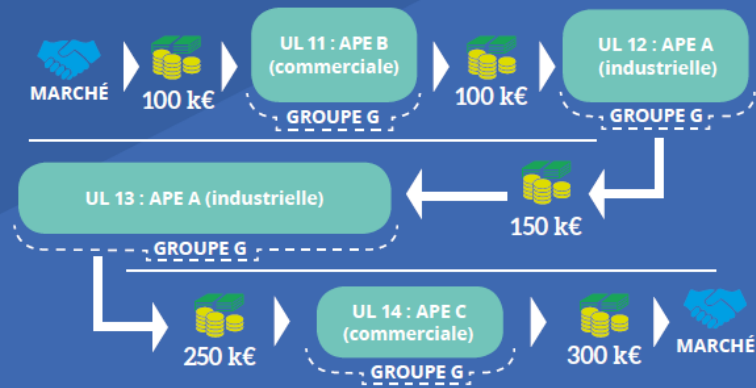 MARCHÉ
100 k€
UL 11 : APE B
(commerciale)
GROUPE G
100 k€
UL 12 : APE A
(industrielle)
GROUPE G
UL 13 : APE A (industrielle)
GROUPE G
150 k€
250 k€
UL 14 : APE C
(commerciale)
GROUPE G
300 k€
MARCHÉ